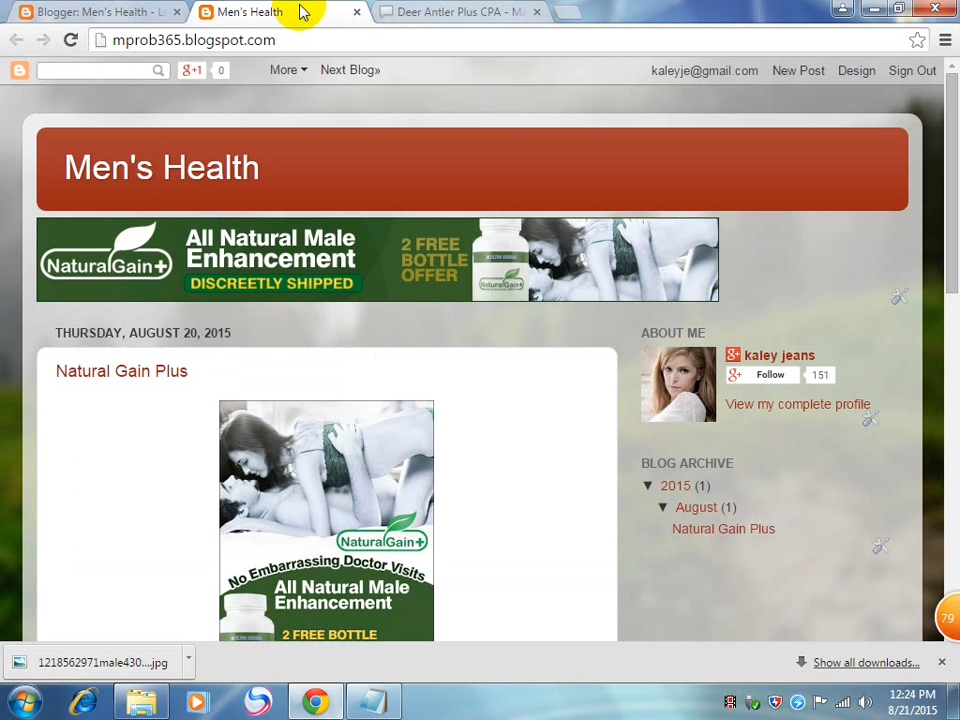 Blogger: Men's Health - La
Men's Health
Deer Antler Plus CPA - Ma
mprob365.blogspot.com
g+1 0
More
Next Blog»
kaleyje@gmail.com
New Post
Design
Sign Out
Men's Health
NaturalGain+
All Natural Male
Enhancement
DISCREETLY SHIPPED
2 FREE
BOTTLE
OFFER
THURSDAY, AUGUST 20, 2015
Natural Gain Plus
NaturalGain+
No Embarrassing Doctor Visits
All Natural Male
Enhancement
2 FREE BOTTLE
ABOUT ME
g+ kaley jeans
g+ Follow 151
View my complete profile
BLOG ARCHIVE
▼ 2015 (1)
▼ August (1)
Natural Gain Plus
79
1218562971male430....jpg
Show all downloads...
12:24 PM
8/21/2015